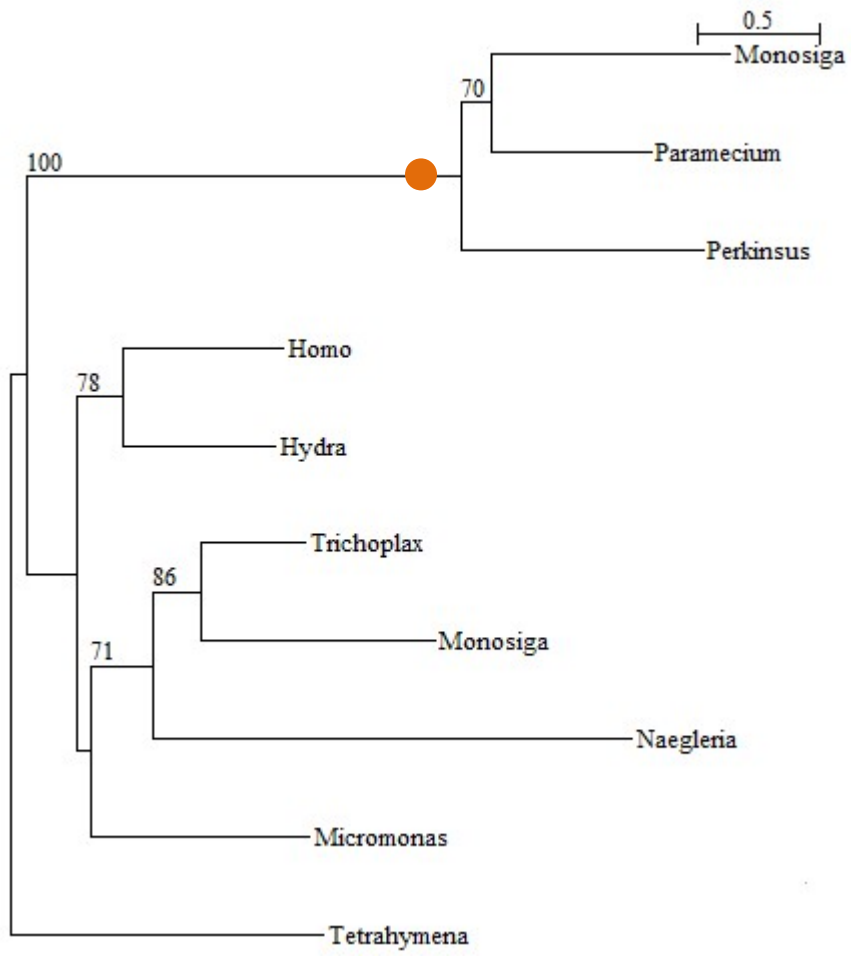 0.5
Monosiga
70
Paramecium
100
Perkinsus
Homo
78
Hydra
Trichoplax
86
Monosiga
71
Naegleria
Micromonas
Tetrahymena